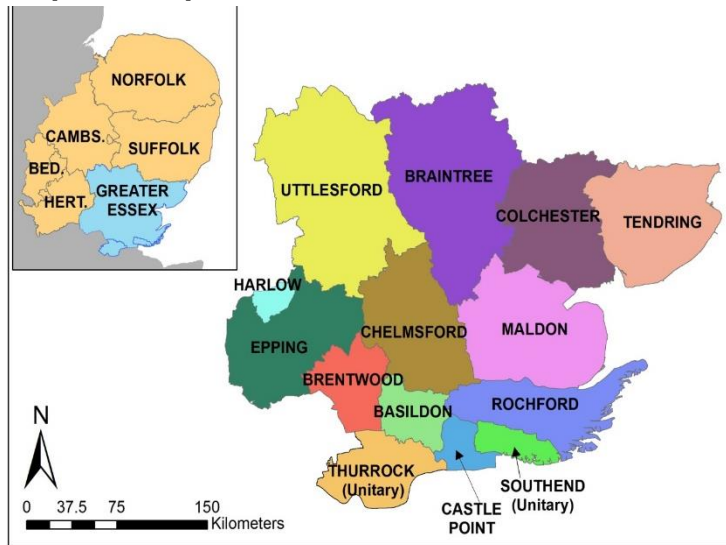 NORFOLK
CAMBS.
SUFFOLK
BED.
HERT.
GREATER
ESSEX
UTTLESFORD
BRAINTREE
COLCHESTER
TENDRING
HARLOW
EPPING
CHELMSFORD
MALDON
BRENTWOOD
BASILDON
ROCHFORD
THURROCK
(Unitary)
CASTLE
POINT
SOUTHEND
(Unitary)
N
0 37.5 75 150
Kilometers